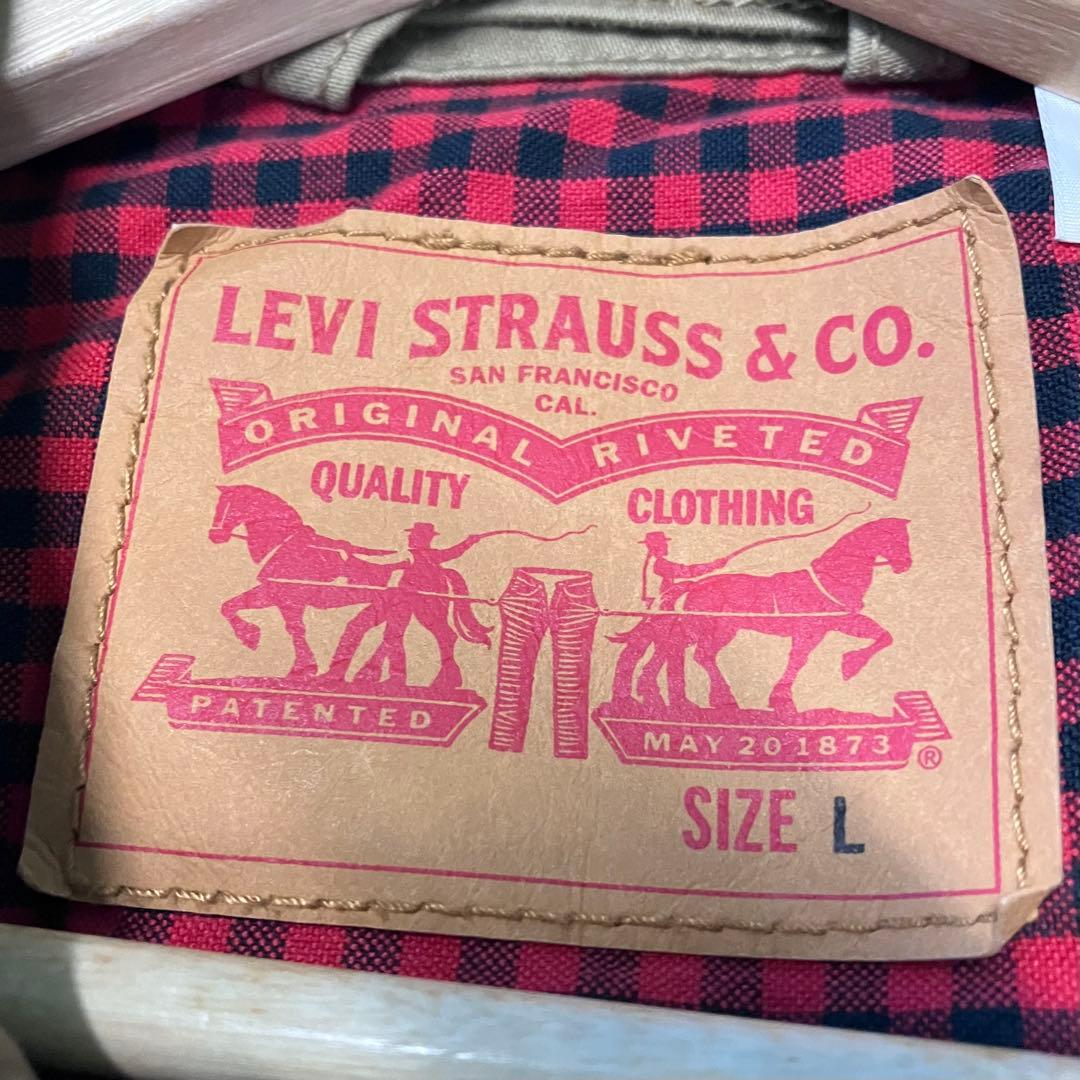 LEVI STRAUSS & CO.
SAN FRANCISCO
CAL.
ORIGINAL RIVETED
QUALITY CLOTHING
PATENTED MAY 20 1873 ®
SIZE L